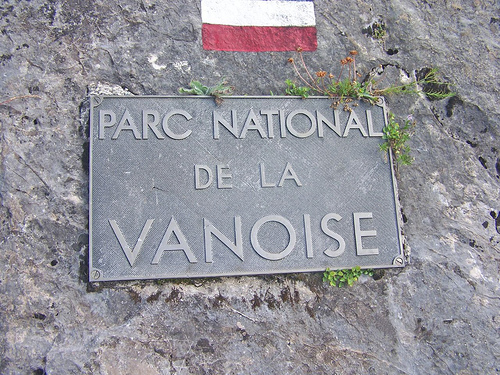 PARC NATIONAL
DE LA
VANOISE